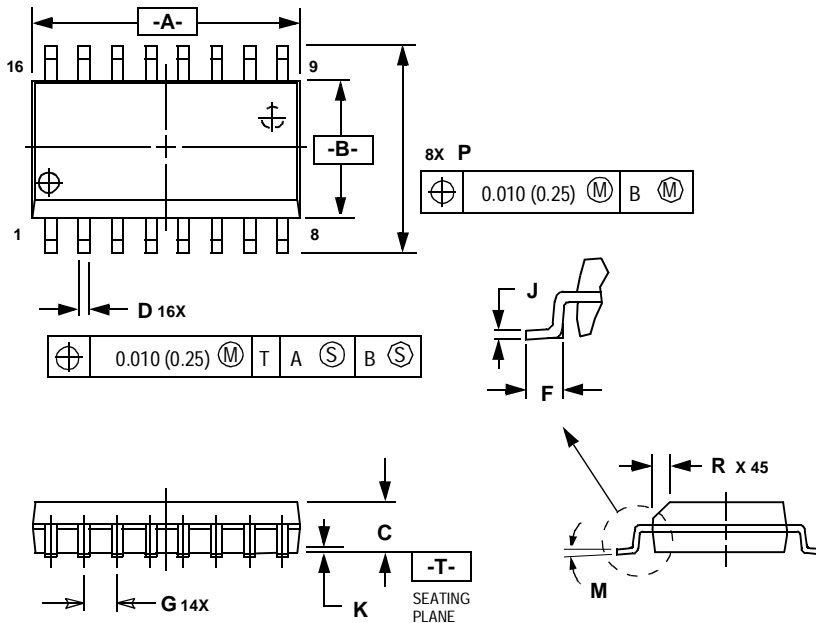 -A-
16
9
-B-
8X P
0.010 (0.25) Ⓜ B Ⓜ
1
8
D 16X
0.010 (0.25) Ⓜ T A Ⓢ B Ⓢ
J
F
R X 45
C
-T-
SEATING
PLANE
G 14X
K
M